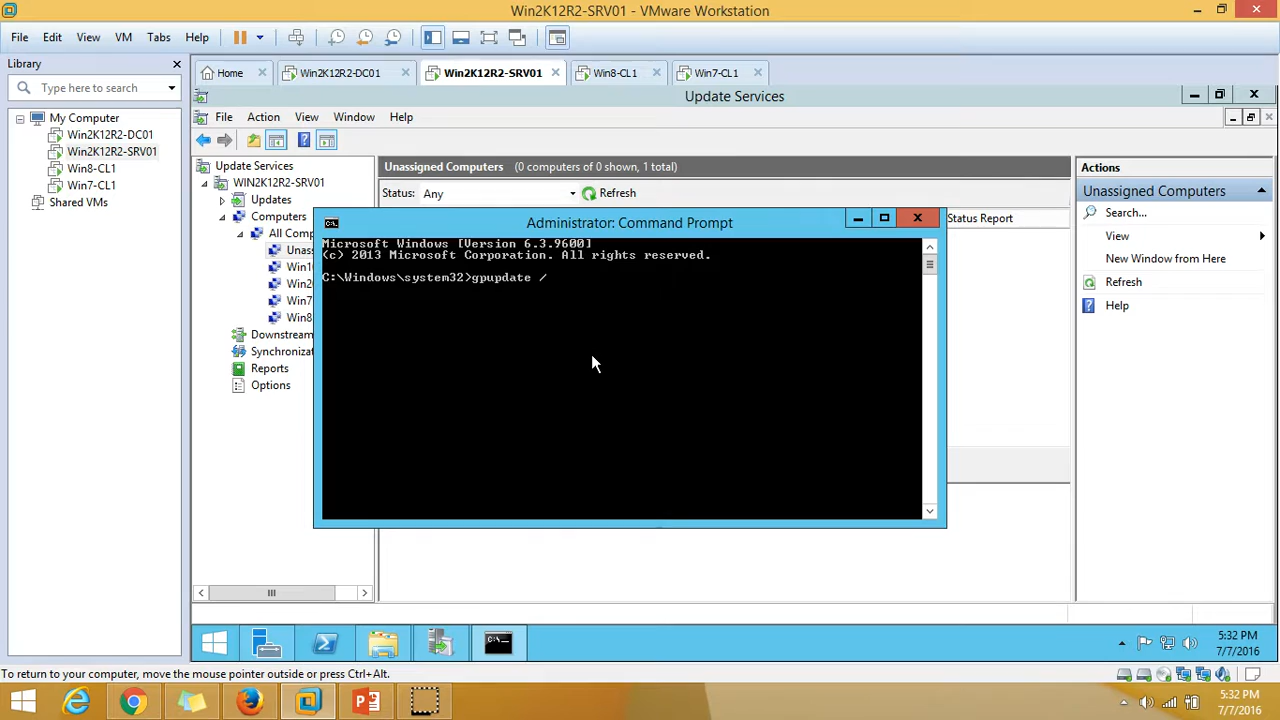 Win2K12R2-SRV01 - VMware Workstation
File Edit View VM Tabs Help
Library
Type here to search
My Computer
Win2K12R2-DC01
Win2K12R2-SRV01
Win8-CL1
Win7-CL1
Shared VMs
Home Win2K12R2-DC01 Win2K12R2-SRV01 Win8-CL1 Win7-CL1
Update Services
File Action View Window Help
Update Services
WIN2K12R2-SRV01
Updates
Computers
All Comp
Unas
Win1
Win2
Win7
Win8
Downstream
Synchroniza
Reports
Options
Unassigned Computers (0 computers of 0 shown, 1 total)
Status: Any Refresh
Status Report
Administrator: Command Prompt
Microsoft Windows [Version 6.3.9600]
(c) 2013 Microsoft Corporation. All rights reserved.
C:\Windows\system32>gpupdate /
Actions
Unassigned Computers
Search...
View
New Window from Here
Refresh
Help
5:32 PM
7/7/2016
To return to your computer, move the mouse pointer outside or press Ctrl+Alt.
5:32 PM
7/7/2016